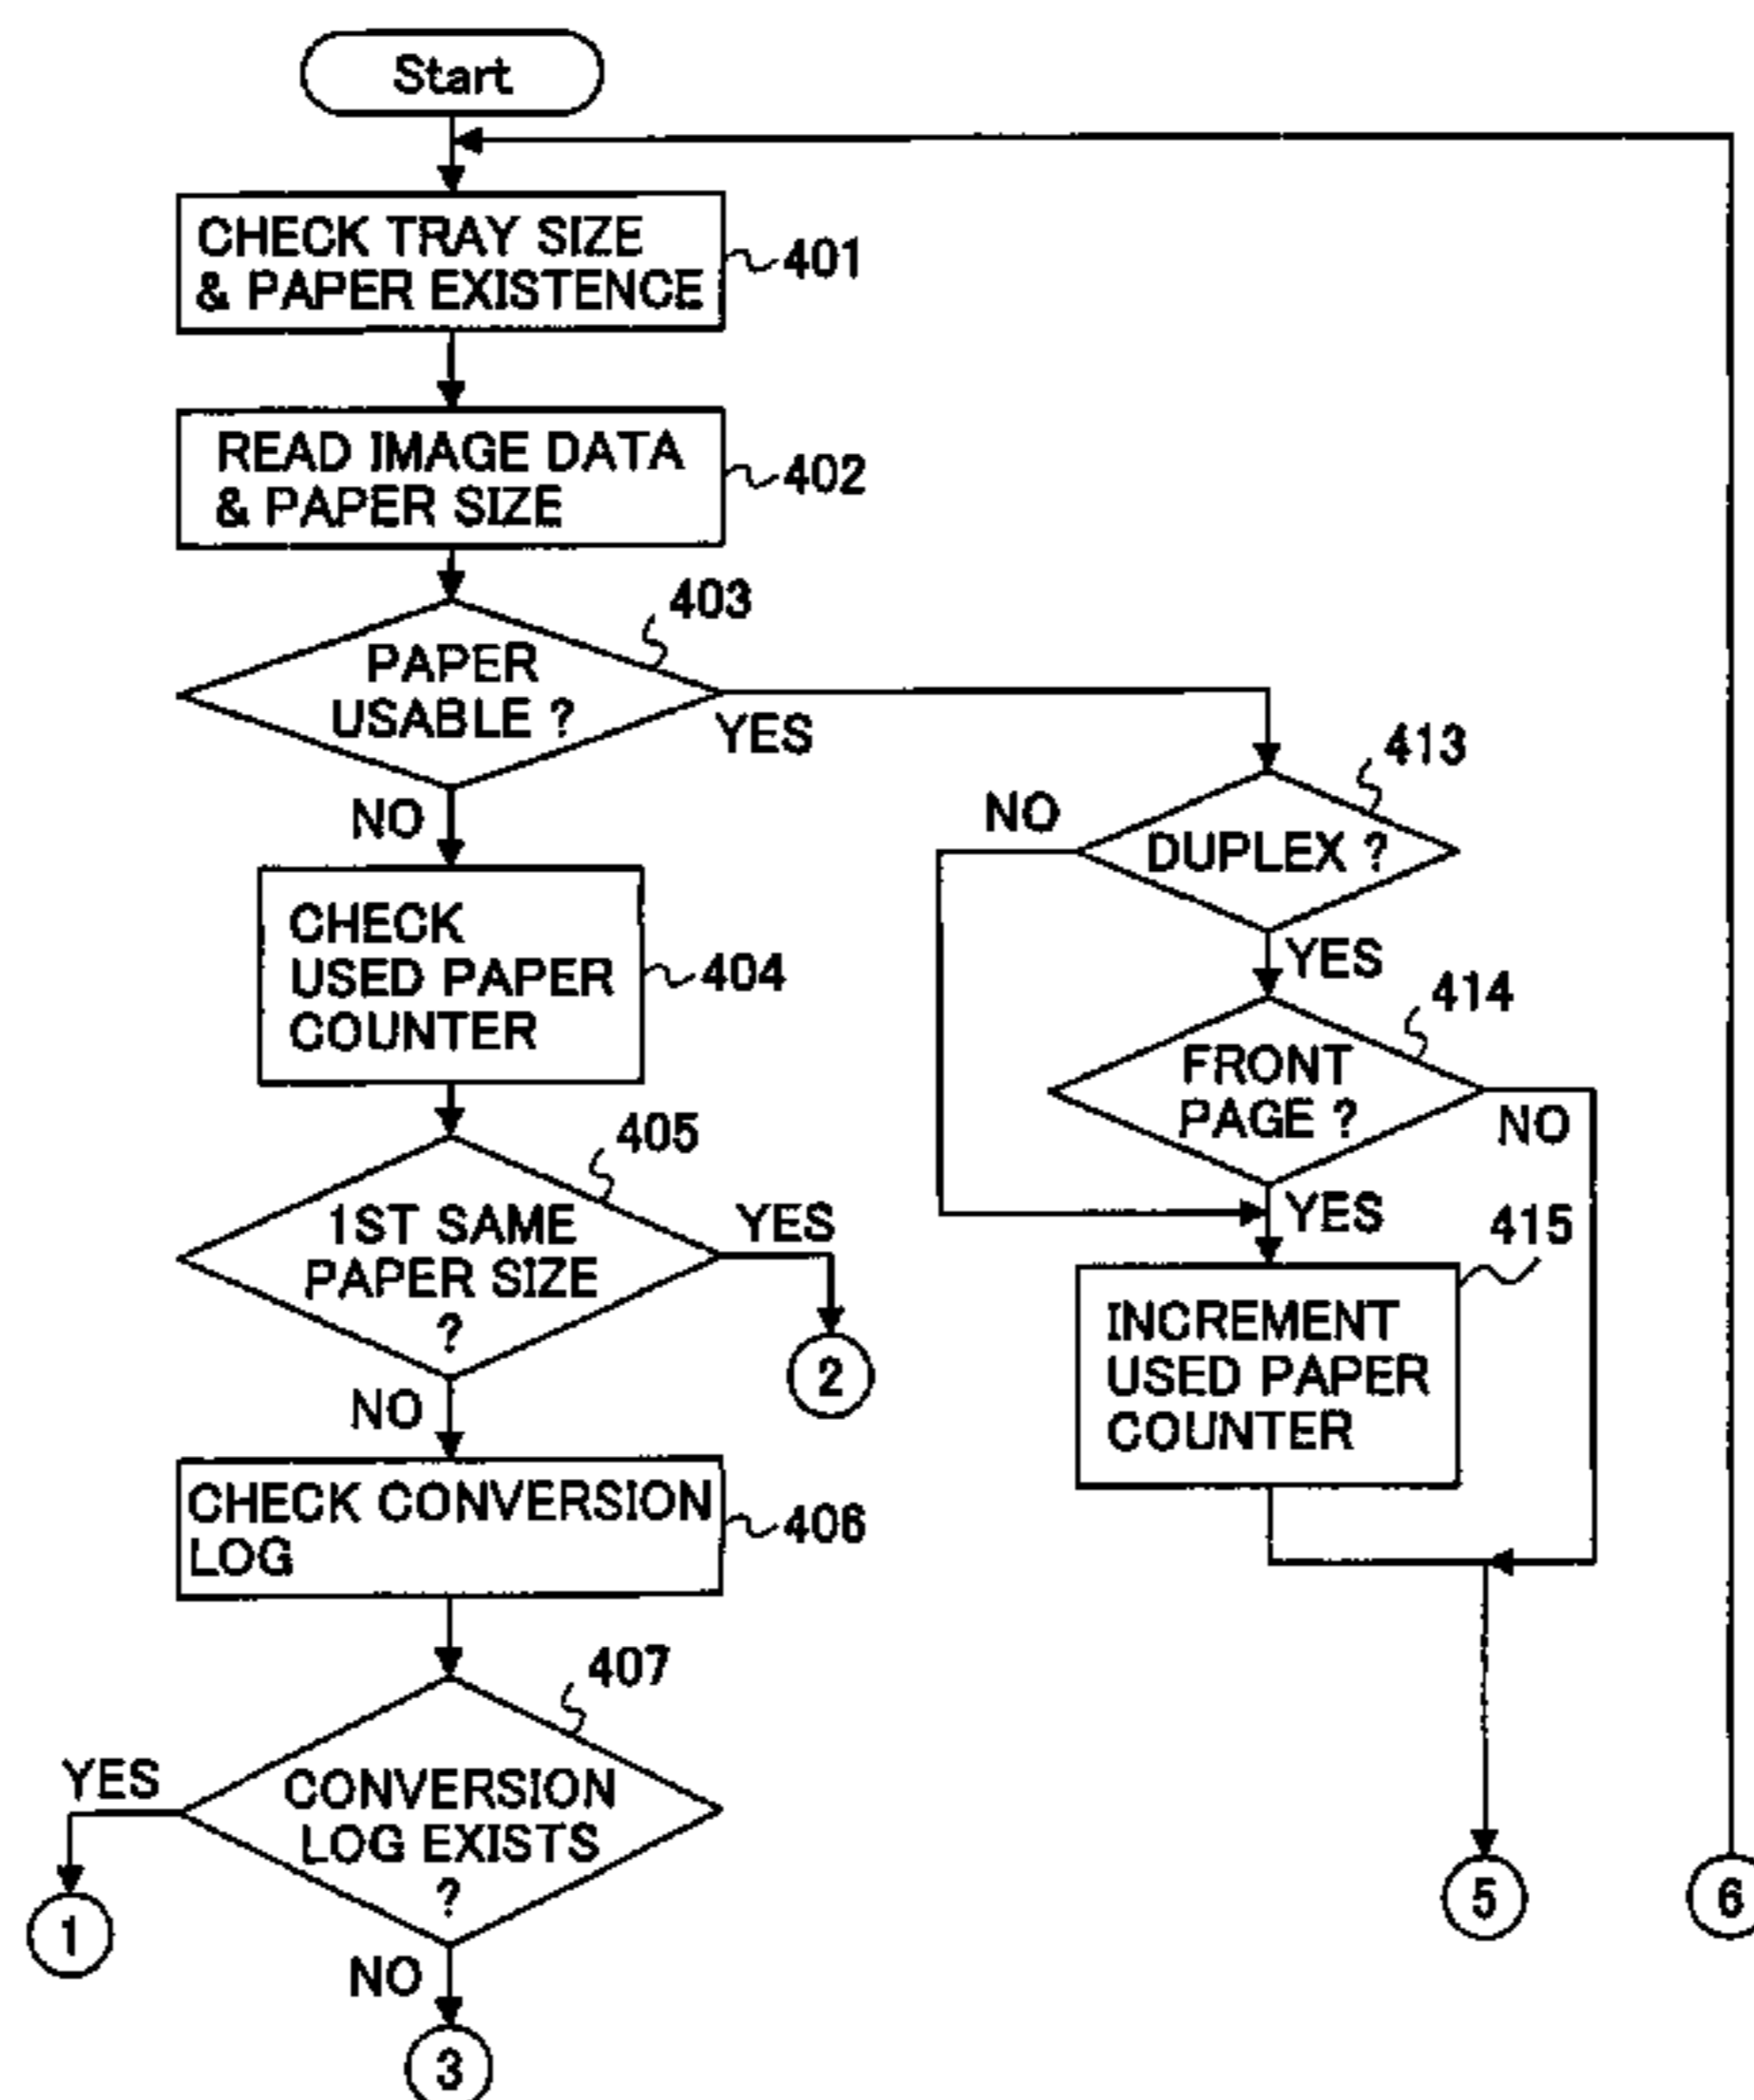 Start
CHECK TRAY SIZE
& PAPER EXISTENCE
401
READ IMAGE DATA
& PAPER SIZE
402
403
PAPER
USABLE ?
YES
NO
413
NO
DUPLEX ?
YES
CHECK
USED PAPER
COUNTER
404
414
FRONT
PAGE ?
NO
YES
405
1ST SAME
PAPER SIZE
?
YES
2
NO
415
INCREMENT
USED PAPER
COUNTER
CHECK CONVERSION
LOG
406
407
YES
CONVERSION
LOG EXISTS
?
1
NO
3
5
6